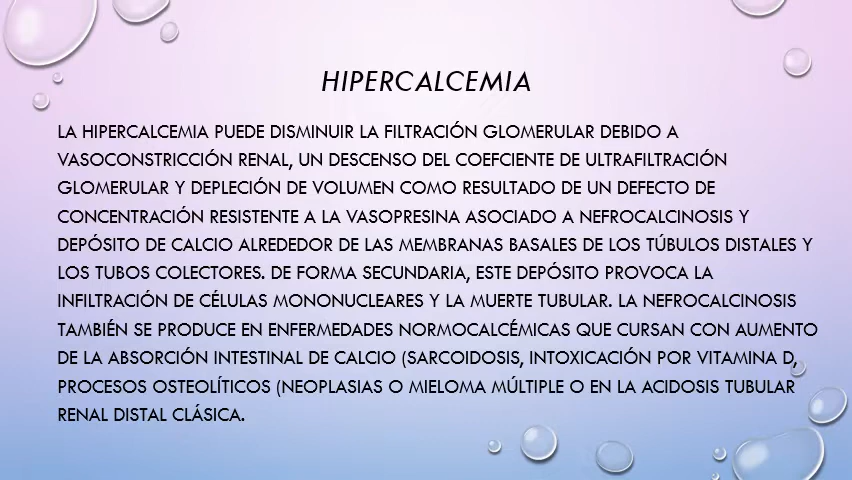 HIPERCALCEMIA
LA HIPERCALCEMIA PUEDE DISMINUIR LA FILTRACIÓN GLOMERULAR DEBIDO A
VASOCONSTRICCIÓN RENAL, UN DESCENSO DEL COEFCIENTE DE ULTRAFILTRACIÓN
GLOMERULAR Y DEPLECIÓN DE VOLUMEN COMO RESULTADO DE UN DEFECTO DE
CONCENTRACIÓN RESISTENTE A LA VASOPRESINA ASOCIADO A NEFROCALCINOSIS Y
DEPÓSITO DE CALCIO ALREDEDOR DE LAS MEMBRANAS BASALES DE LOS TÚBULOS DISTALES Y
LOS TUBOS COLECTORES. DE FORMA SECUNDARIA, ESTE DEPÓSITO PROVOCA LA
INFILTRACIÓN DE CÉLULAS MONONUCLEARES Y LA MUERTE TUBULAR. LA NEFROCALCINOSIS
TAMBIÉN SE PRODUCE EN ENFERMEDADES NORMOCALCÉMICAS QUE CURSAN CON AUMENTO
DE LA ABSORCIÓN INTESTINAL DE CALCIO (SARCOIDOSIS, INTOXICACIÓN POR VITAMINA D,
PROCESOS OSTEOLÍTICOS (NEOPLASIAS O MIELOMA MÚLTIPLE O EN LA ACIDOSIS TUBULAR
RENAL DISTAL CLÁSICA.